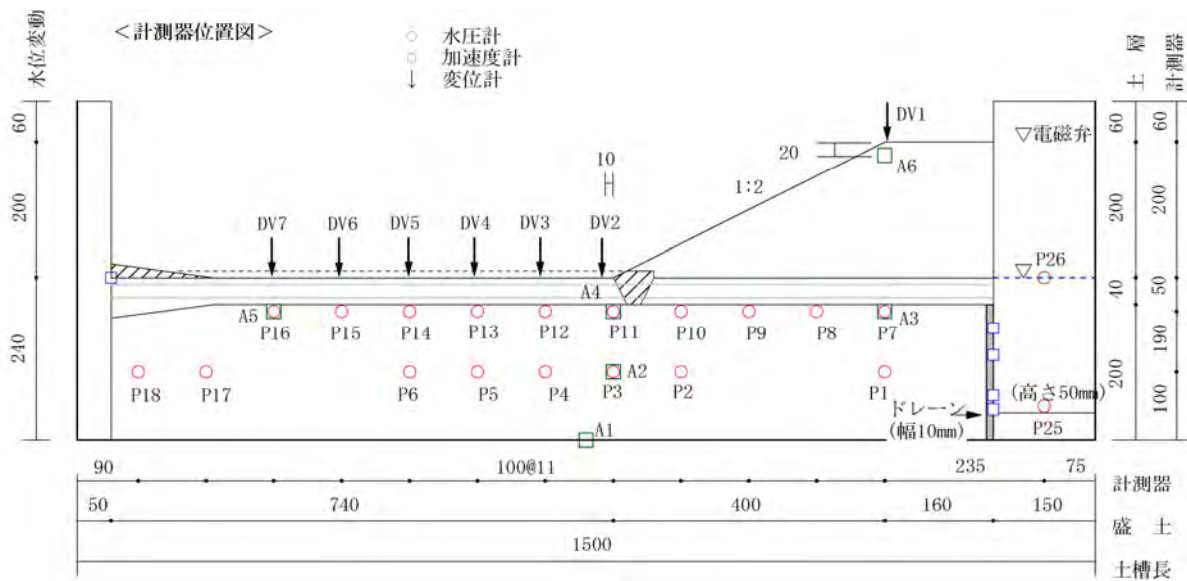 ＜計測器位置図＞
○ 水圧計
□ 加速度計
↓ 変位計
水位変動
60
200
240
土層
計測器
60
200
40
200
60
200
50
190
100
DV1
▽電磁弁
20
A6
10
1:2
DV7
DV6
DV5
DV4
DV3
DV2
P26
A4
A5
P16
P15
P14
P13
P12
P11
P10
P9
P8
P7
A3
P18
P17
P6
P5
P4
P3
A2
P2
P1
(高さ50mm)
ドレーン
(幅10mm)
P25
A1
90
100@11
235
75
計測器
50
740
400
160
150
盛土
1500
土槽長